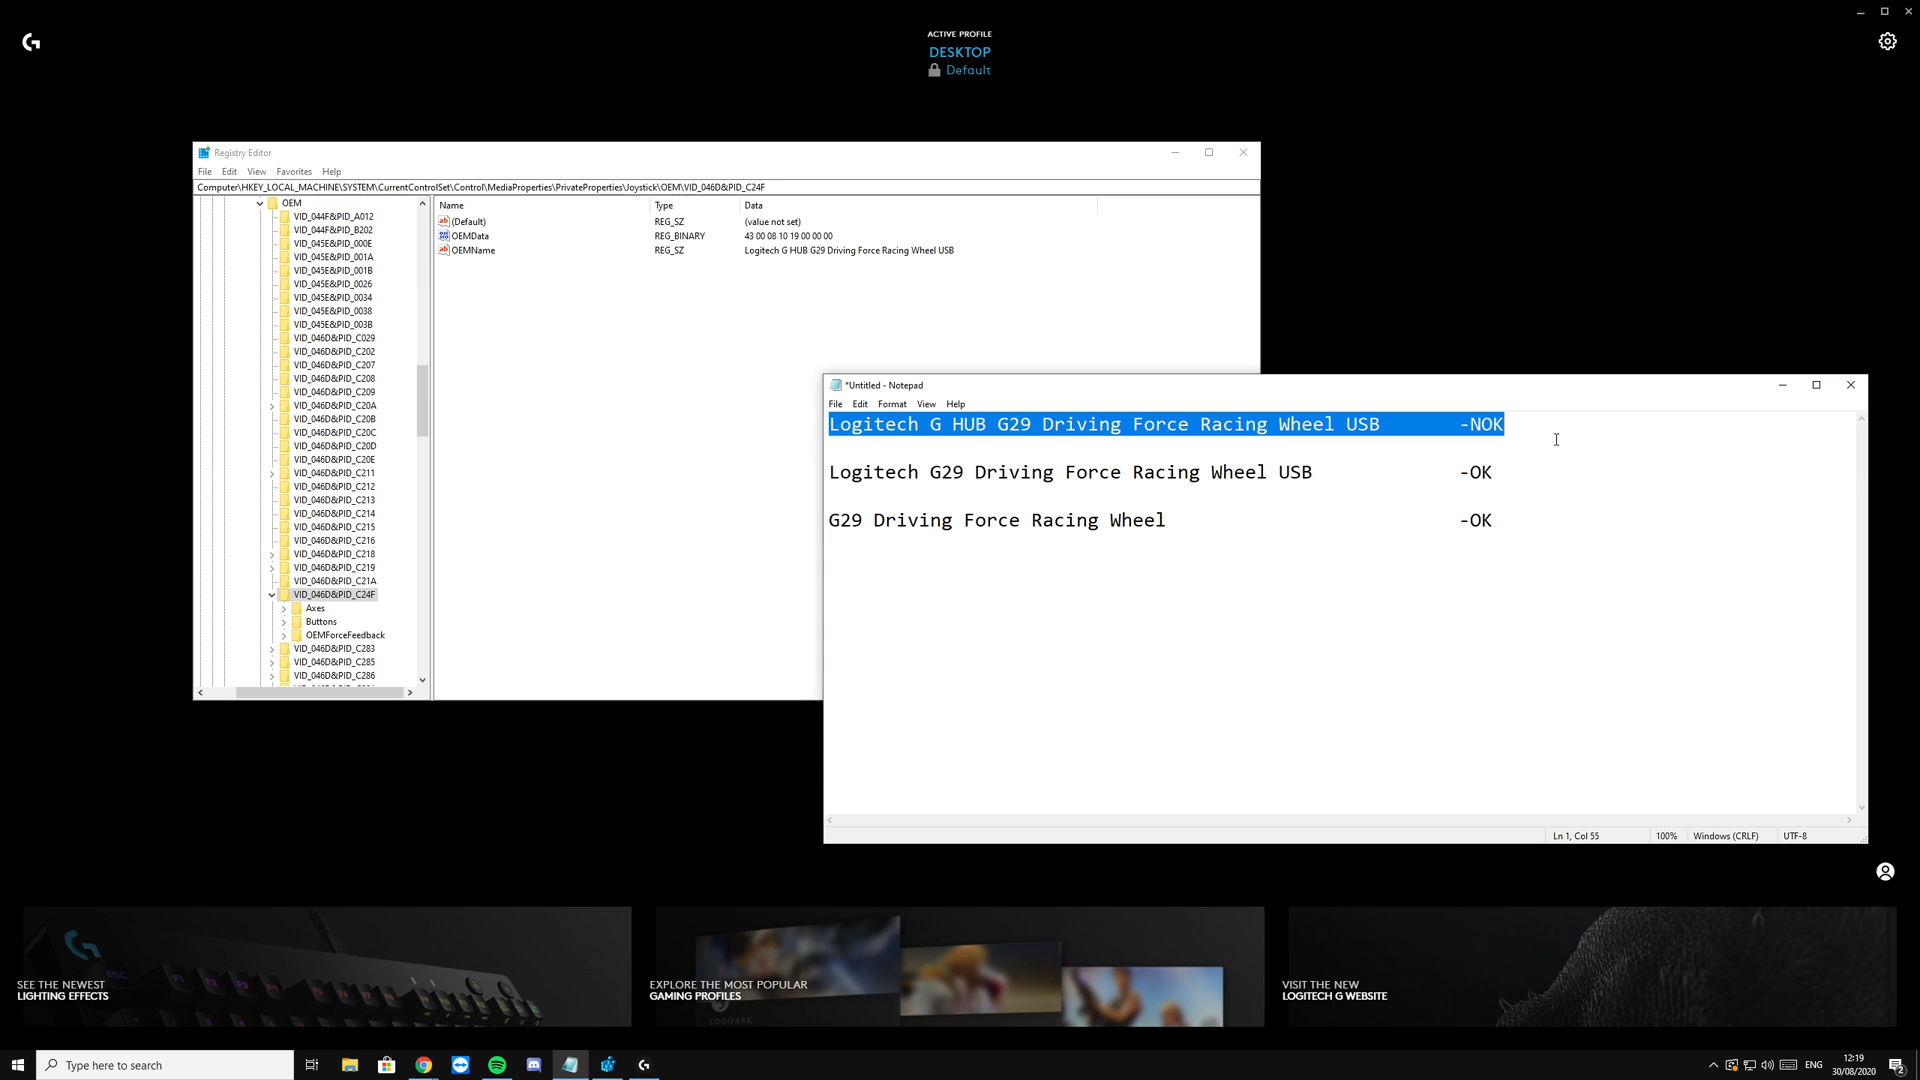 ACTIVE PROFILE
DESKTOP
Default
Registry Editor
File Edit View Favorites Help
Computer\HKEY_LOCAL_MACHINE\SYSTEM\CurrentControlSet\Control\MediaProperties\PrivateProperties\Joystick\OEM\VID_046D&PID_C24F
OEM
VID_044F&PID_A012
VID_044F&PID_B202
VID_045E&PID_000E
VID_045E&PID_001A
VID_045E&PID_001B
VID_045E&PID_0026
VID_045E&PID_0034
VID_045E&PID_0038
VID_045E&PID_003B
VID_046D&PID_C029
VID_046D&PID_C202
VID_046D&PID_C207
VID_046D&PID_C208
VID_046D&PID_C209
VID_046D&PID_C20A
VID_046D&PID_C20B
VID_046D&PID_C20C
VID_046D&PID_C20D
VID_046D&PID_C20E
VID_046D&PID_C211
VID_046D&PID_C212
VID_046D&PID_C213
VID_046D&PID_C214
VID_046D&PID_C215
VID_046D&PID_C216
VID_046D&PID_C218
VID_046D&PID_C219
VID_046D&PID_C21A
VID_046D&PID_C24F
Axes
Buttons
OEMForceFeedback
VID_046D&PID_C283
VID_046D&PID_C285
VID_046D&PID_C286
Name Type Data
(Default) REG_SZ (value not set)
OEMData REG_BINARY 43 00 08 10 19 00 00 00
OEMName REG_SZ Logitech G HUB G29 Driving Force Racing Wheel USB
*Untitled - Notepad
File Edit Format View Help
Logitech G HUB G29 Driving Force Racing Wheel USB -NOK
Logitech G29 Driving Force Racing Wheel USB -OK
G29 Driving Force Racing Wheel -OK
Ln 1, Col 55 100% Windows (CRLF) UTF-8
SEE THE NEWEST
LIGHTING EFFECTS
EXPLORE THE MOST POPULAR
GAMING PROFILES
LOGIPARK
VISIT THE NEW
LOGITECH G WEBSITE
Type here to search
ENG
12:19
30/08/2020
2